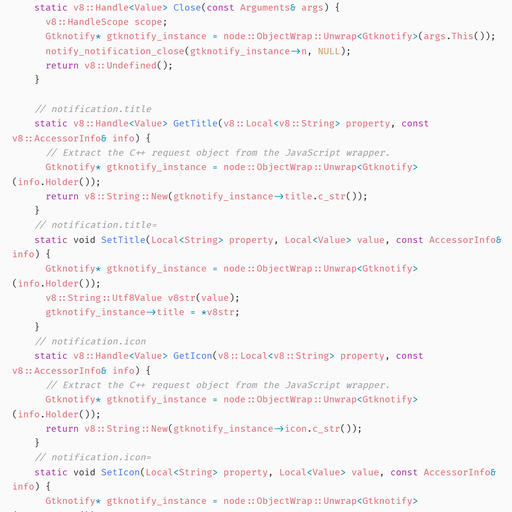 static v8::Handle<Value> Close(const Arguments& args) {
v8::HandleScope scope;
Gtknotify* gtknotify_instance = node::ObjectWrap::Unwrap<Gtknotify>(args.This());
notify_notification_close(gtknotify_instance->n, NULL);
return v8::Undefined();
}
// notification.title
static v8::Handle<Value> GetTitle(v8::Local<v8::String> property, const
v8::AccessorInfo& info) {
// Extract the C++ request object from the JavaScript wrapper.
Gtknotify* gtknotify_instance = node::ObjectWrap::Unwrap<Gtknotify>
(info.Holder());
return v8::String::New(gtknotify_instance->title.c_str());
}
// notification.title=
static void SetTitle(Local<String> property, Local<Value> value, const AccessorInfo&
info) {
Gtknotify* gtknotify_instance = node::ObjectWrap::Unwrap<Gtknotify>
(info.Holder());
v8::String::Utf8Value v8str(value);
gtknotify_instance->title = *v8str;
}
// notification.icon
static v8::Handle<Value> GetIcon(v8::Local<v8::String> property, const
v8::AccessorInfo& info) {
// Extract the C++ request object from the JavaScript wrapper.
Gtknotify* gtknotify_instance = node::ObjectWrap::Unwrap<Gtknotify>
(info.Holder());
return v8::String::New(gtknotify_instance->icon.c_str());
}
// notification.icon=
static void SetIcon(Local<String> property, Local<Value> value, const AccessorInfo&
info) {
Gtknotify* gtknotify_instance = node::ObjectWrap::Unwrap<Gtknotify>